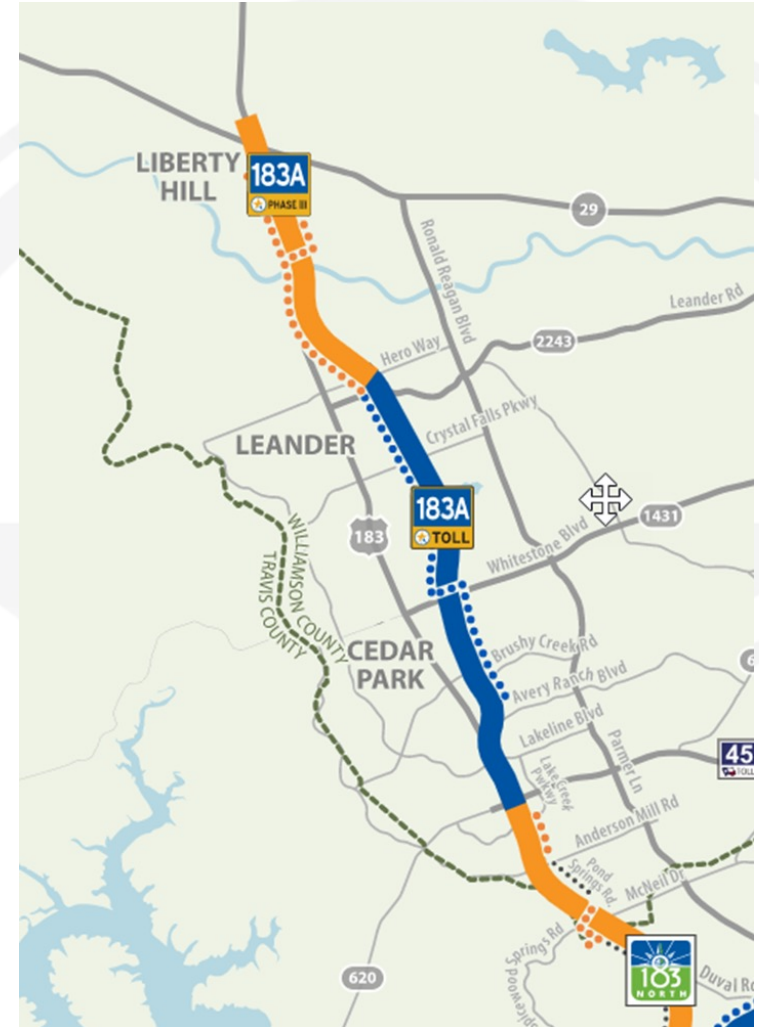 LIBERTY
HILL
183A
PHASE III
29
Ronald Reagan Blvd
Leander Rd
Hero Way
2243
Crystal Falls Pkwy
LEANDER
183A
TOLL
183
1431
Whitestone Blvd
WILLIAMSON COUNTY
TRAVIS COUNTY
CEDAR
PARK
Brushy Creek Rd
Avery Ranch Blvd
Lakeline Blvd
Parmer Ln
45
TOLL
Lake Creek
Pwkwy
Anderson Mill Rd
Pond
Springs Rd.
McNeil Dr
Springs Rd
183
NORTH
620
Duval Rd